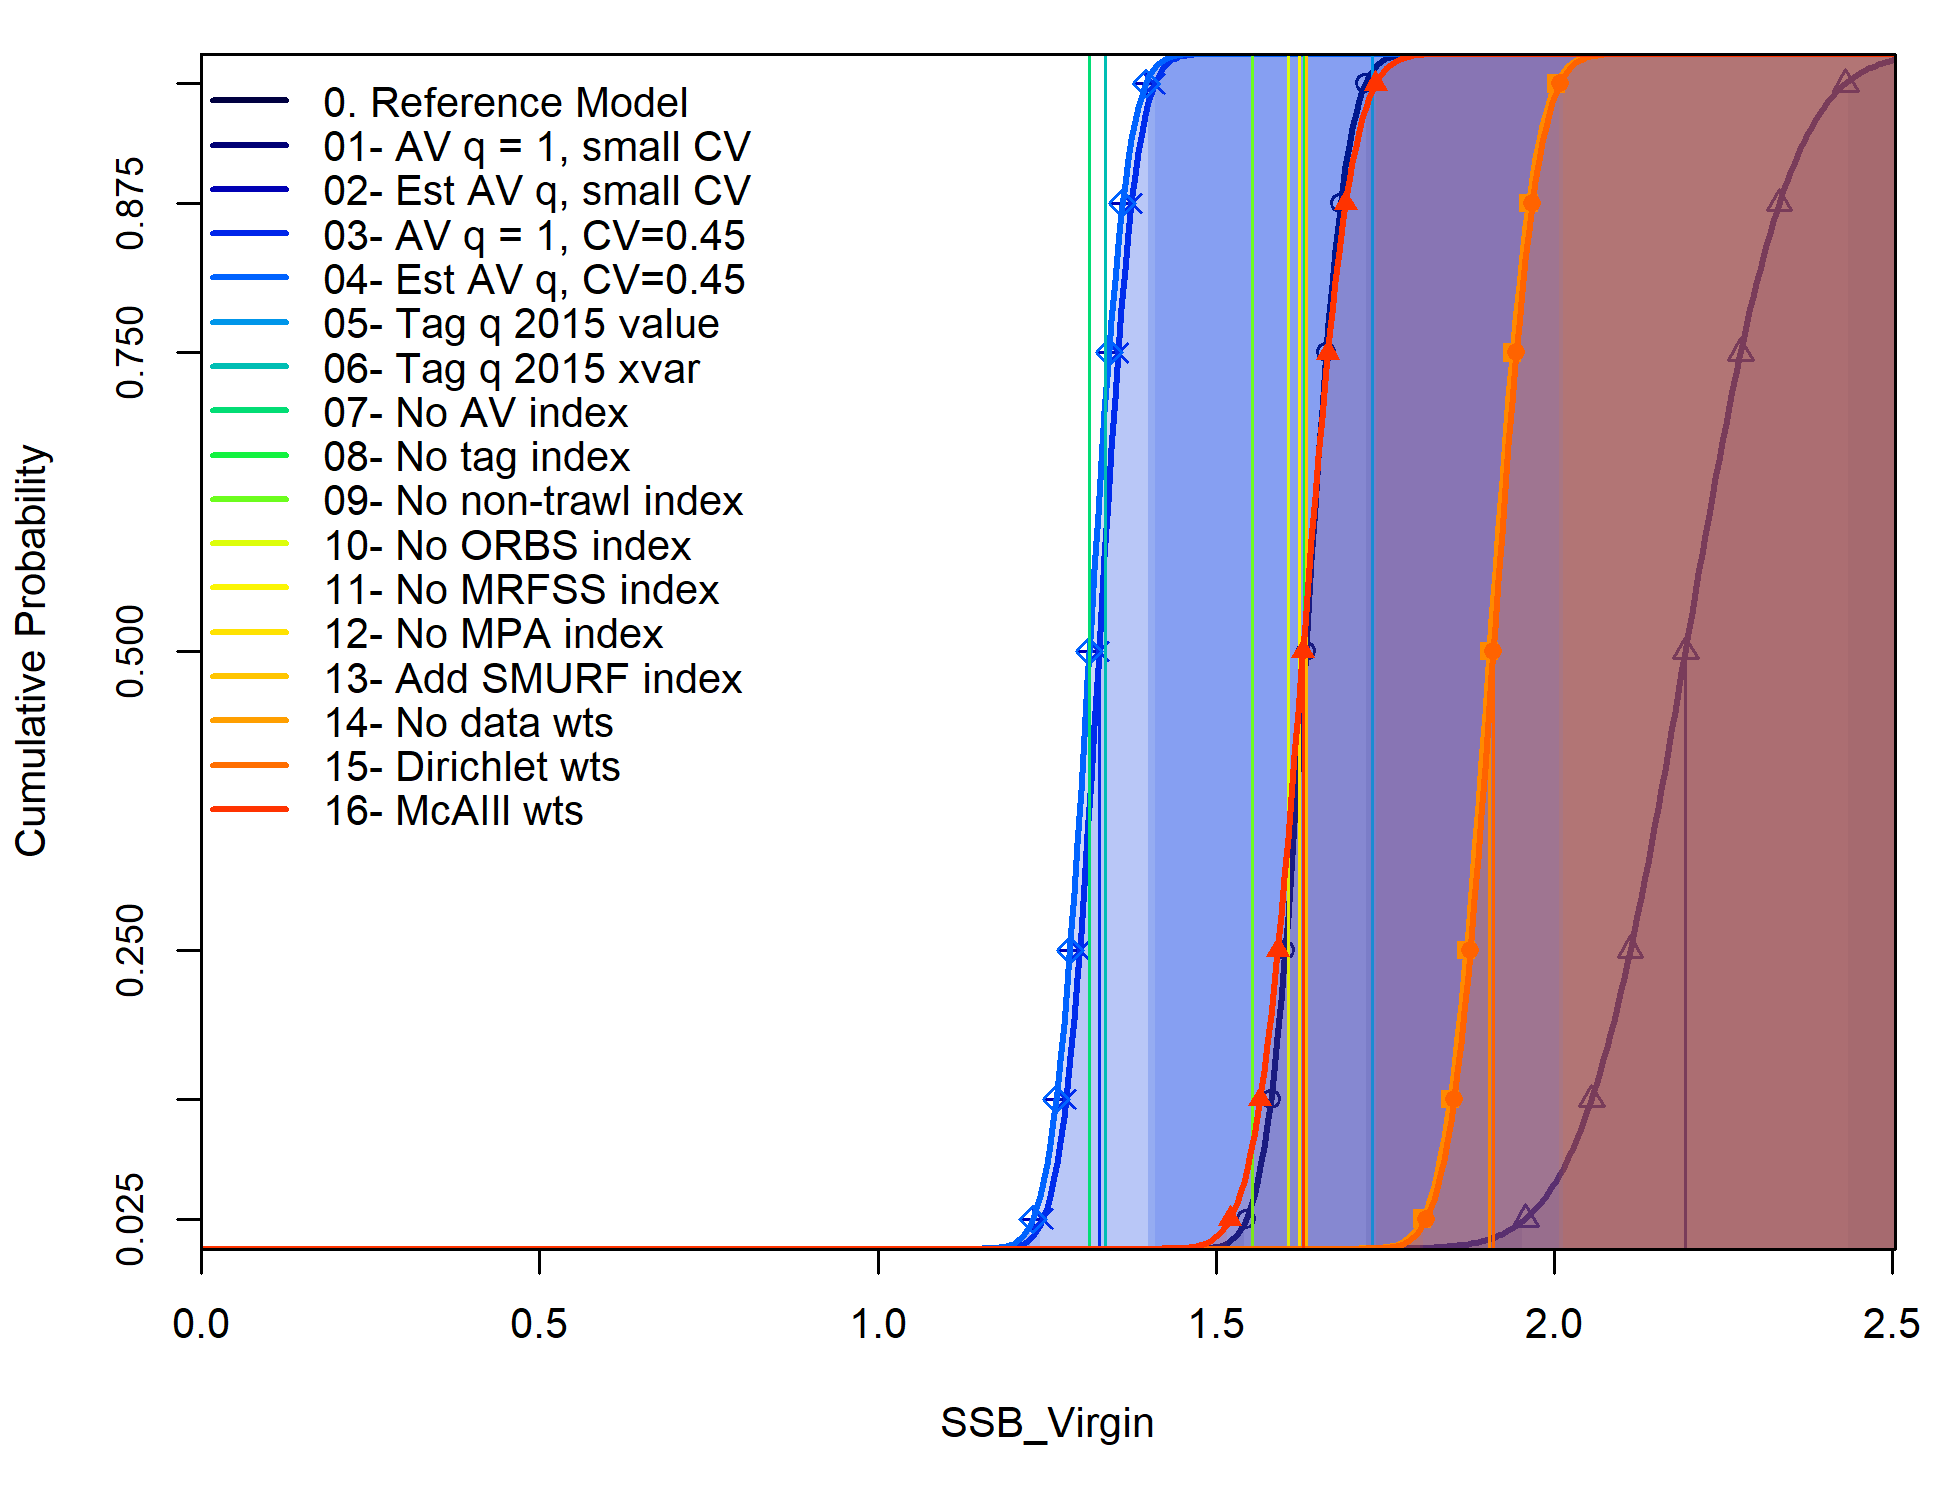 0. Reference Model
01- AV q = 1, small CV
02- Est AV q, small CV
03- AV q = 1, CV=0.45
04- Est AV q, CV=0.45
05- Tag q 2015 value
06- Tag q 2015 xvar
07- No AV index
08- No tag index
09- No non-trawl index
10- No ORBS index
11- No MRFSS index
12- No MPA index
13- Add SMURF index
14- No data wts
15- Dirichlet wts
16- McAlll wts
Cumulative Probability
0.875
0.750
0.500
0.250
0.025
0.0 0.5 1.0 1.5 2.0 2.5
SSB_Virgin